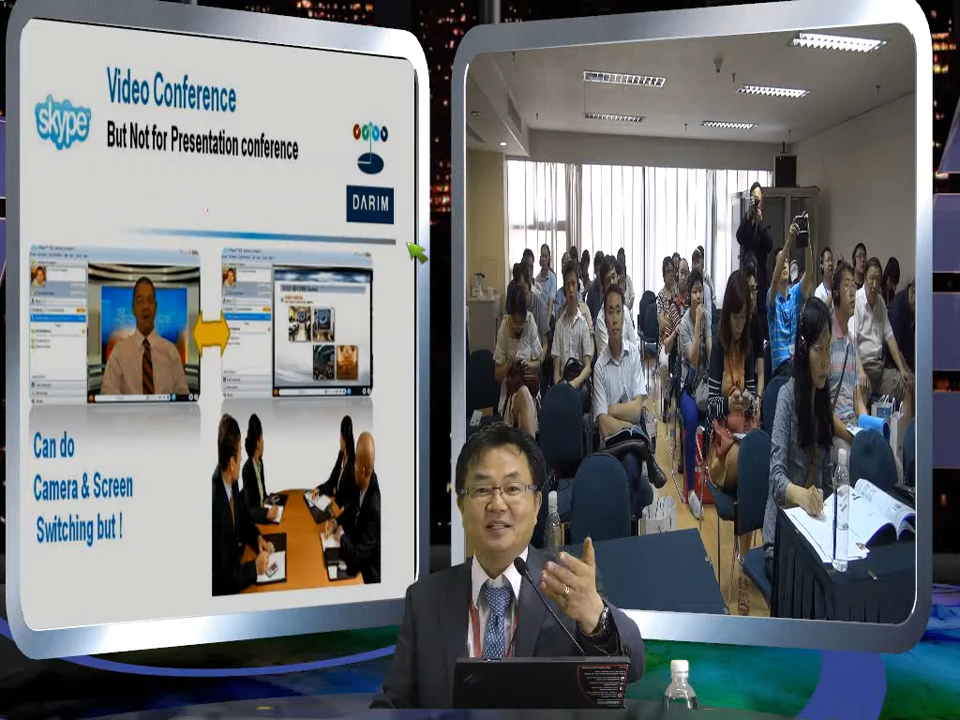 Video Conference
skype
But Not for Presentation conference
DARIM
Can do
Camera & Screen
Switching but !